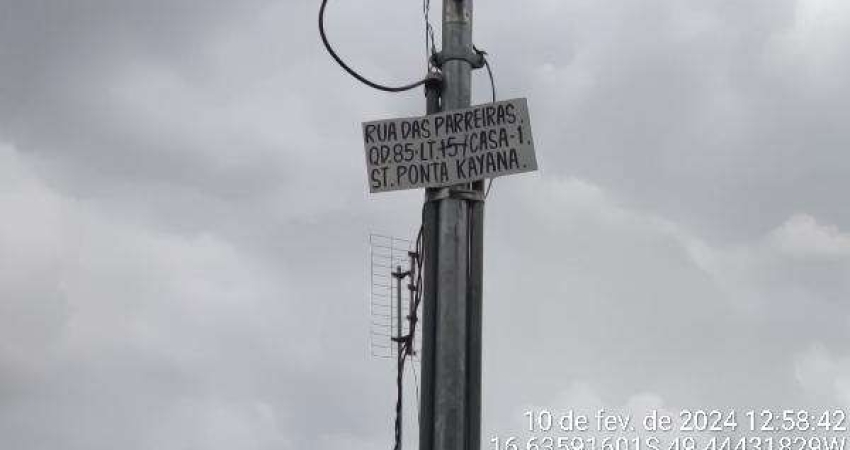 RUA DAS PARREIRAS.
QD.85-LT.15/CASA-1.
ST. PONTA KAYANA.
10 de fev. de 2024 12:58:42
16,63591601S 49,44431829W